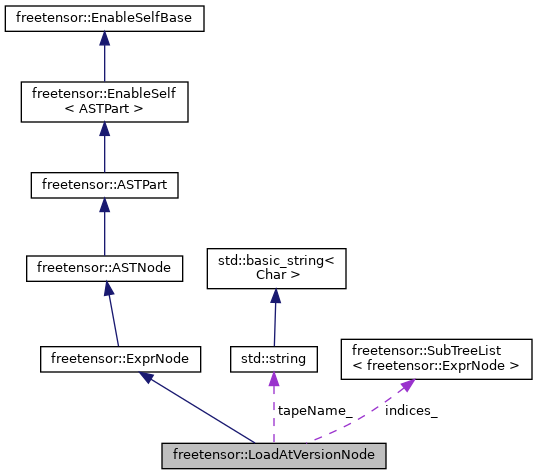 freetensor::EnableSelfBase
freetensor::EnableSelf
< ASTPart >
freetensor::ASTPart
freetensor::ASTNode
std::basic_string<
Char >
freetensor::ExprNode
std::string
freetensor::SubTreeList
< freetensor::ExprNode >
tapeName_
indices_
freetensor::LoadAtVersionNode